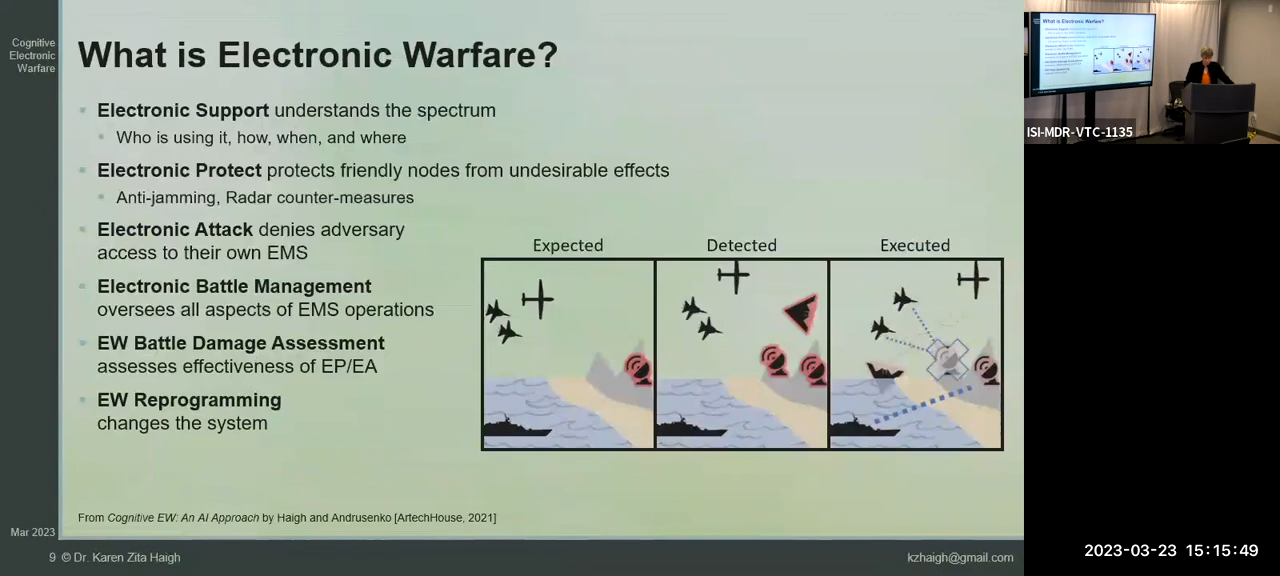 Cognitive
Electronic
Warfare
What is Electronic Warfare?
Electronic Support understands the spectrum
Who is using it, how, when, and where
Electronic Protect protects friendly nodes from undesirable effects
Anti-jamming, Radar counter-measures
Electronic Attack denies adversary
access to their own EMS
Electronic Battle Management
oversees all aspects of EMS operations
EW Battle Damage Assessment
assesses effectiveness of EP/EA
EW Reprogramming
changes the system
Expected
Detected
Executed
From Cognitive EW: An AI Approach by Haigh and Andrusenko [ArtechHouse, 2021]
Mar 2023
9 © Dr. Karen Zita Haigh
kzhaigh@gmail.com
What is Electronic Warfare?
ISI-MDR-VTC-1135
2023-03-23 15:15:49